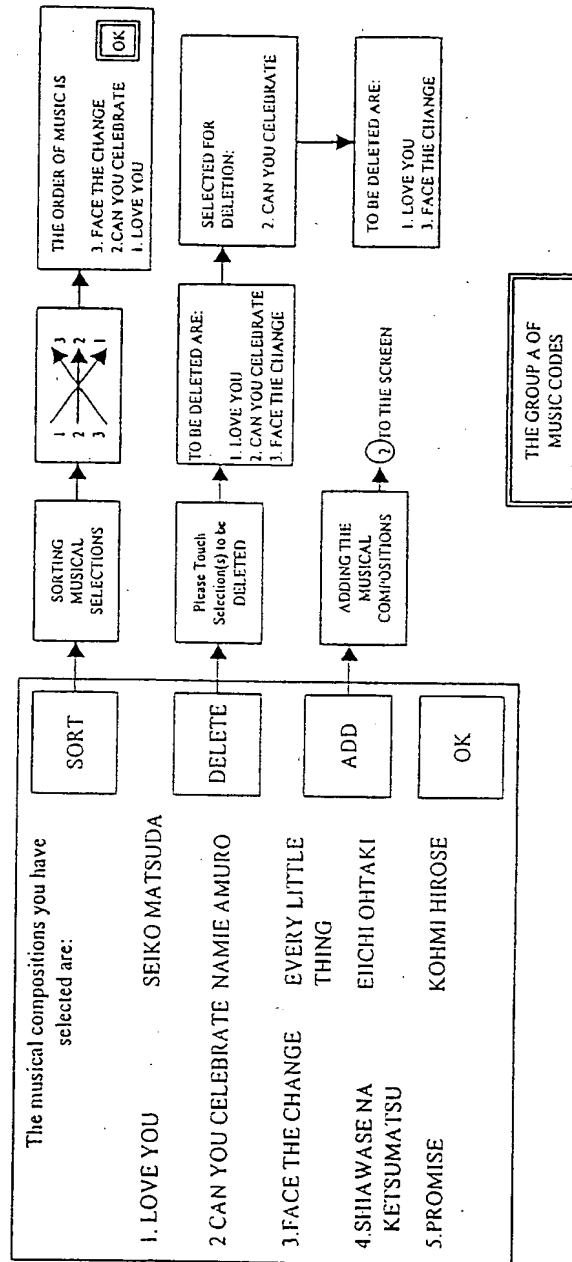 The musical compositions you have
selected are:
1. LOVE YOU SEIKO MATSUDA
2 CAN YOU CELEBRATE NAMIE AMURO
3.FACE THE CHANGE EVERY LITTLE
THING
4.SHIAWASE NA EIICHI OHTAKI
KETSUMATSU
5.PROMISE KOHMI HIROSE
SORT
DELETE
ADD
OK
SORTING
MUSICAL
SELECTIONS
1 3
2 2
3 1
THE ORDER OF MUSIC IS
3. FACE THE CHANGE
2.CAN YOU CELEBRATE
1. LOVE YOU
OK
Please Touch
Selection(s) to be
DELETED
TO BE DELETED ARE:
1. LOVE YOU
2. CAN YOU CELEBRATE
3. FACE THE CHANGE
SELECTED FOR
DELETION:
2. CAN YOU CELEBRATE
TO BE DELETED ARE:
1. LOVE YOU
3. FACE THE CHANGE
ADDING THE
MUSICAL
COMPOSITIONS
2 TO THE SCREEN
THE GROUP A OF
MUSIC CODES